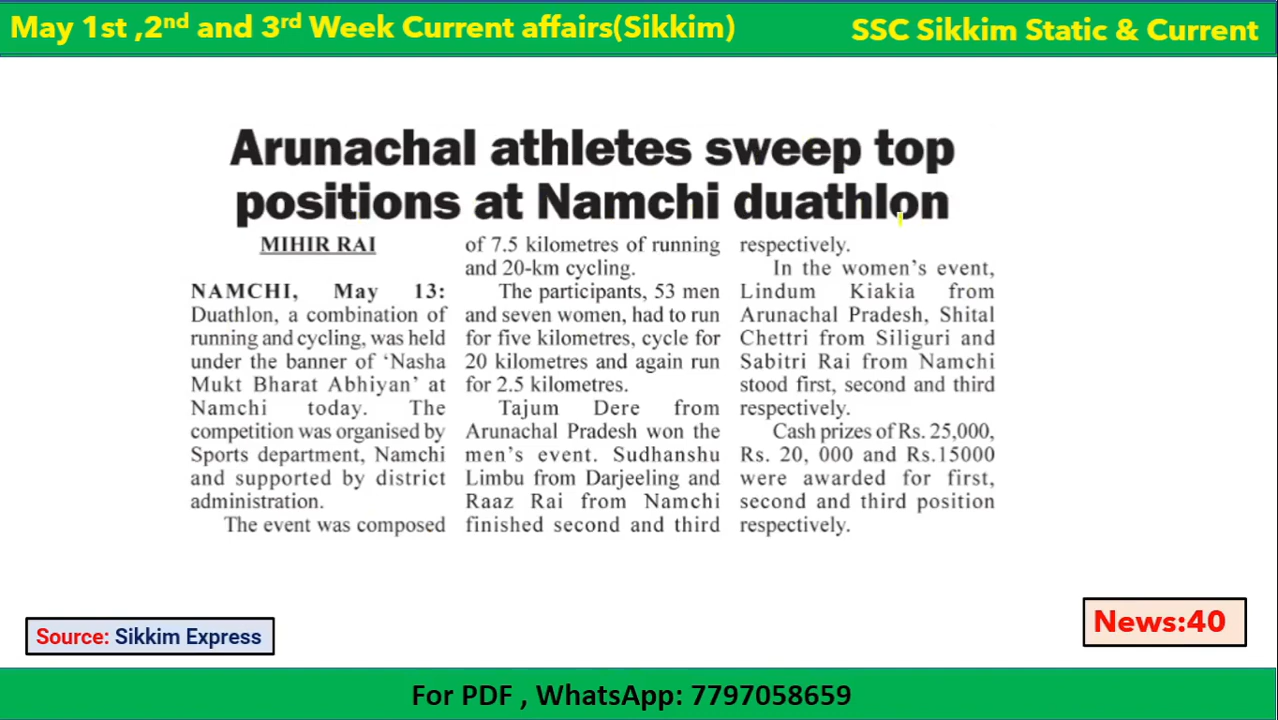 May 1st ,2nd and 3rd Week Current affairs(Sikkim)
SSC Sikkim Static & Current
Arunachal athletes sweep top
positions at Namchi duathlon
MIHIR RAI
NAMCHI, May 13:
Duathlon, a combination of
running and cycling, was held
under the banner of ‘Nasha
Mukt Bharat Abhiyan’ at
Namchi today. The
competition was organised by
Sports department, Namchi
and supported by district
administration.
The event was composed
of 7.5 kilometres of running
and 20-km cycling.
The participants, 53 men
and seven women, had to run
for five kilometres, cycle for
20 kilometres and again run
for 2.5 kilometres.
Tajum Dere from
Arunachal Pradesh won the
men’s event. Sudhanshu
Limbu from Darjeeling and
Raaz Rai from Namchi
finished second and third
respectively.
In the women’s event,
Lindum Kiakia from
Arunachal Pradesh, Shital
Chettri from Siliguri and
Sabitri Rai from Namchi
stood first, second and third
respectively.
Cash prizes of Rs. 25,000,
Rs. 20, 000 and Rs.15000
were awarded for first,
second and third position
respectively.
Source: Sikkim Express
News:40
For PDF , WhatsApp: 7797058659